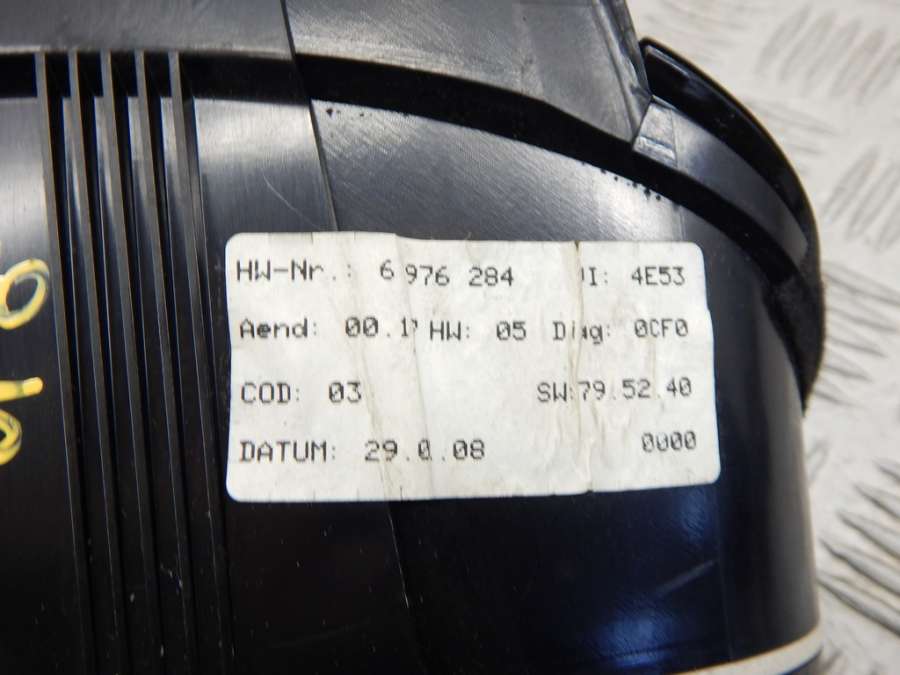 HW-Nr.: 6 976 284 I: 4E53
Aend: 00.1 HW: 05 Diag: 0CF0
COD: 03 SW:79.52.40
DATUM: 29.0.08 0000